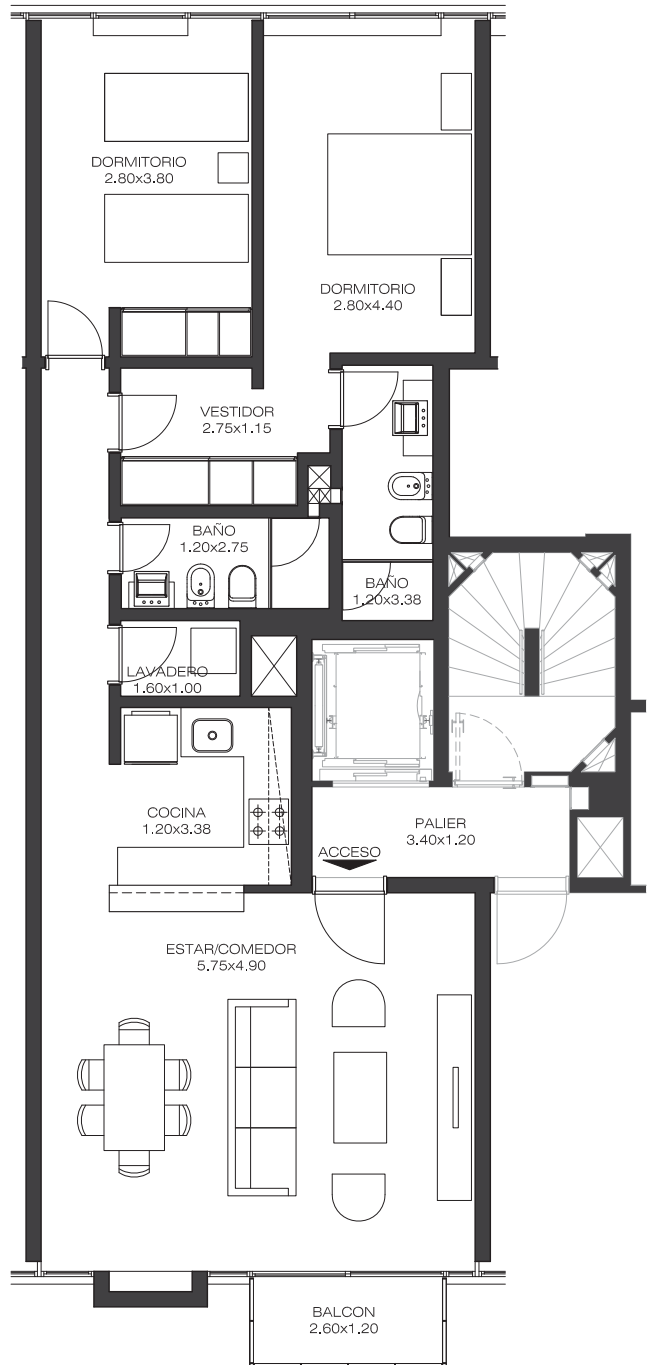 DORMITORIO
2.80x3.80
DORMITORIO
2.80x4.40
VESTIDOR
2.75x1.15
BAÑO
1.20x2.75
BAÑO
1.20x3.38
LAVADERO
1.60x1.00
COCINA
1.20x3.38
PALIER
3.40x1.20
ACCESO
ESTAR/COMEDOR
5.75x4.90
BALCON
2.60x1.20